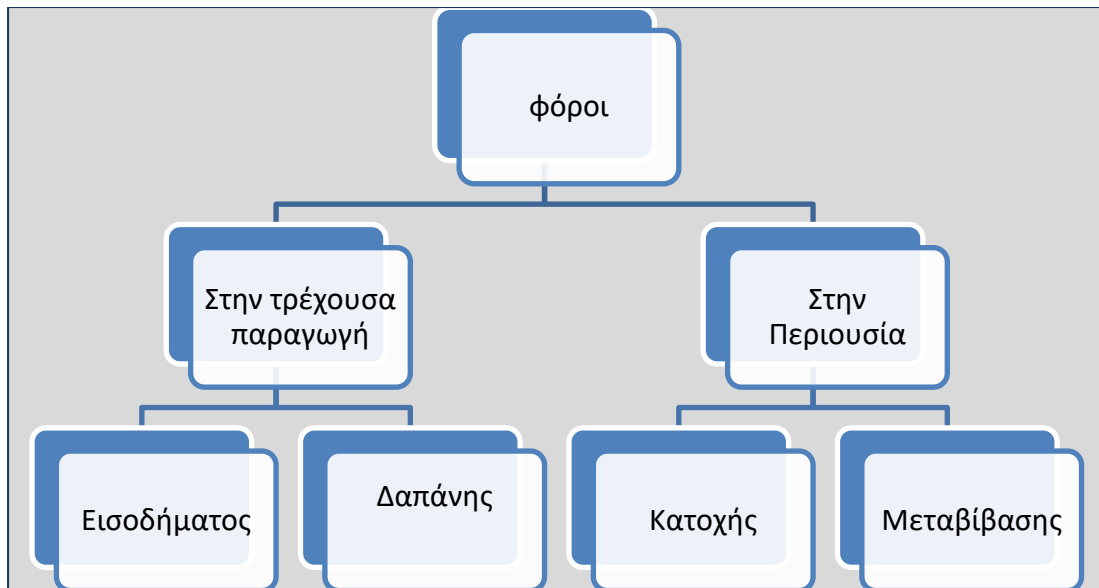 φόροι
Στην τρέχουσα
παραγωγή
Στην
Περιουσία
Εισοδήματος
Δαπάνης
Κατοχής
Μεταβίβασης